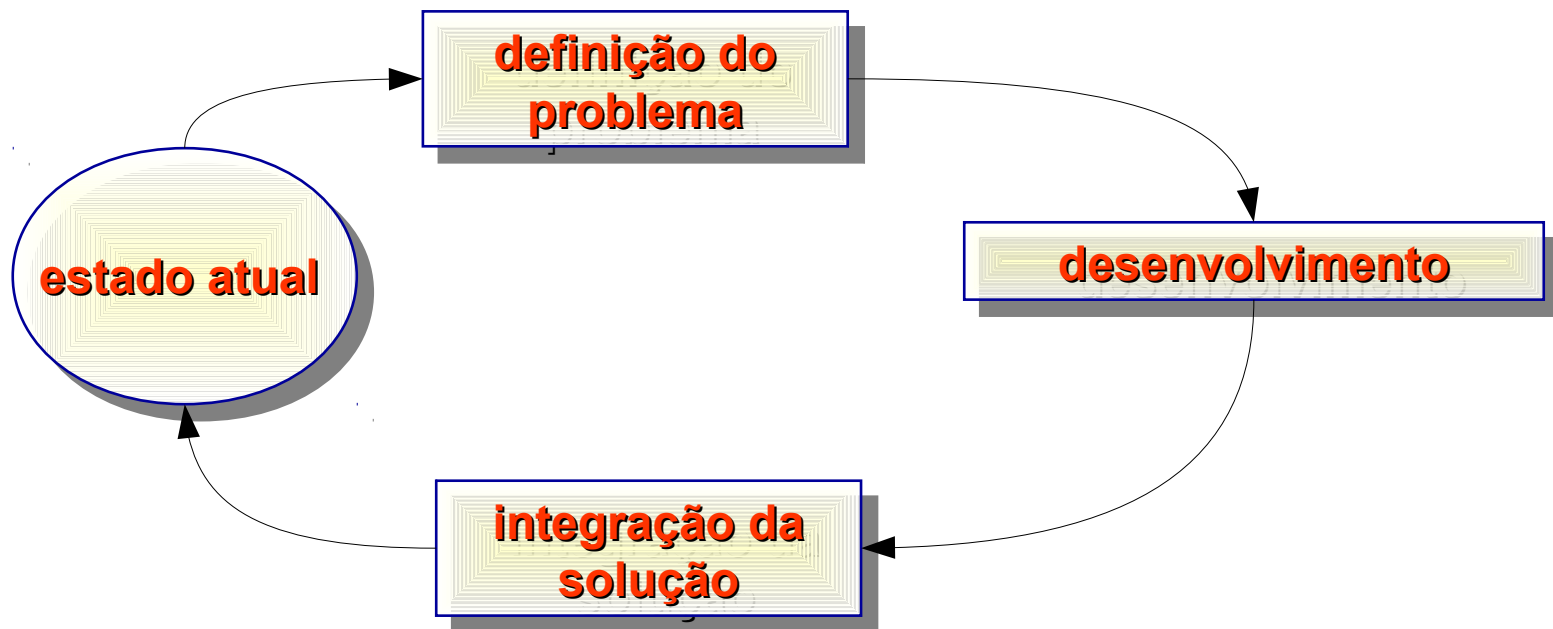 definição do
problema
estado atual
desenvolvimento
integração da
solução